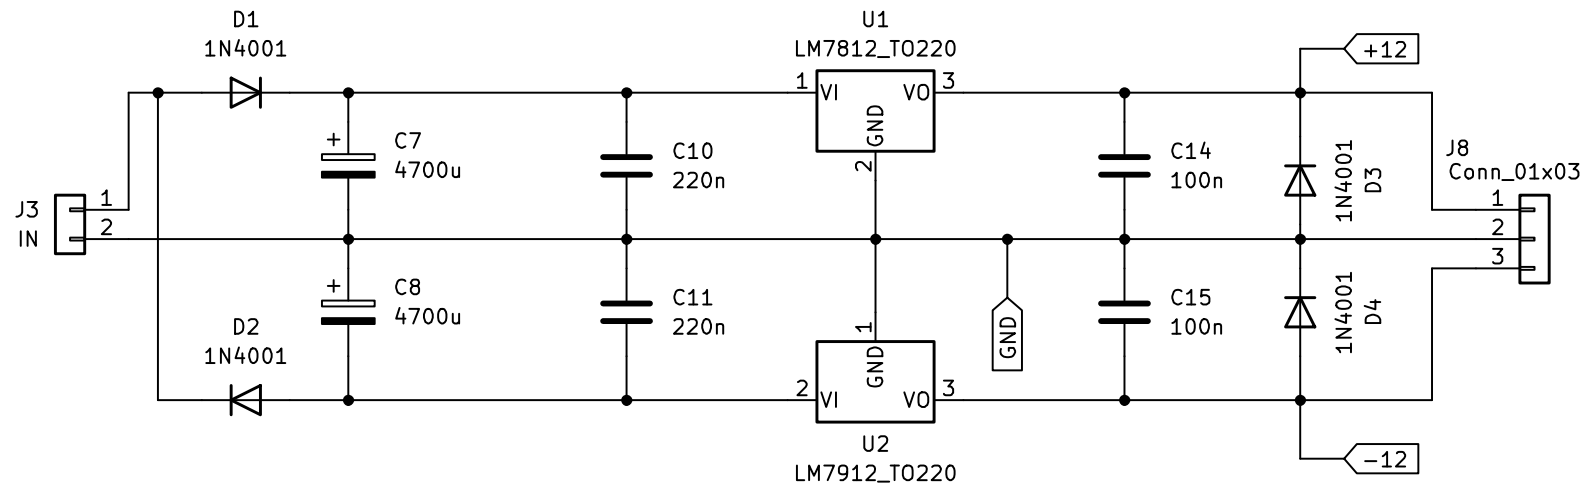 D1
1N4001
U1
LM7812_TO220
+12
1
VI
VO
3
GND
2
+
C7
4700u
C10
220n
C14
100n
1N4001
D3
J8
Conn_01x03
J3
IN
1
2
1
2
3
+
C8
4700u
C11
220n
GND
C15
100n
1N4001
D4
D2
1N4001
1
GND
2
VI
VO
3
U2
LM7912_TO220
-12